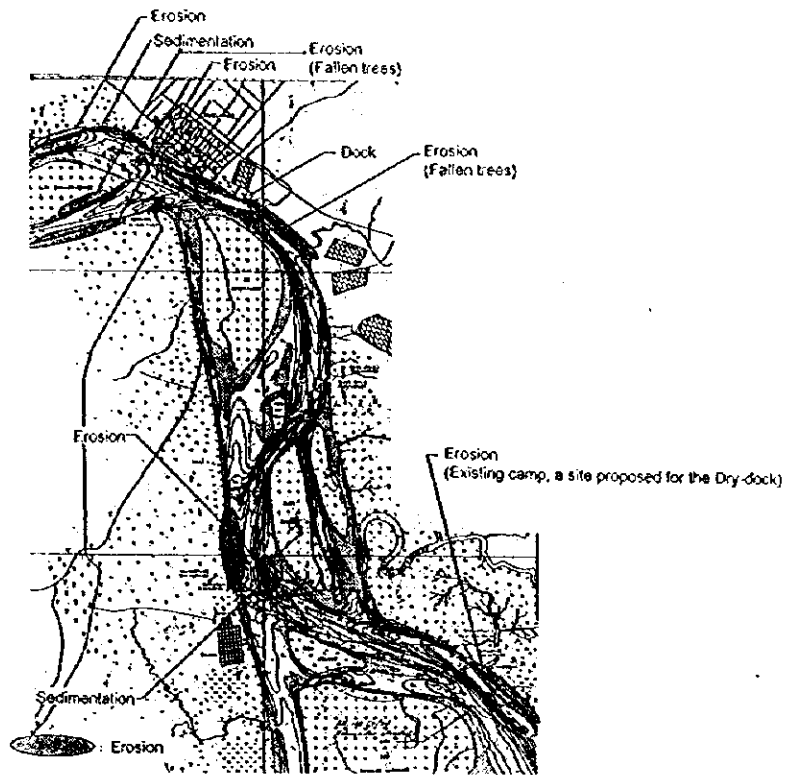 Erosion
Sedimentation
Erosion
(Fallen trees)
Erosion
Dock
Erosion
(Fallen trees)
Erosion
Erosion
(Existing camp, a site proposed for the Dry-dock)
Sedimentation
: Erosion